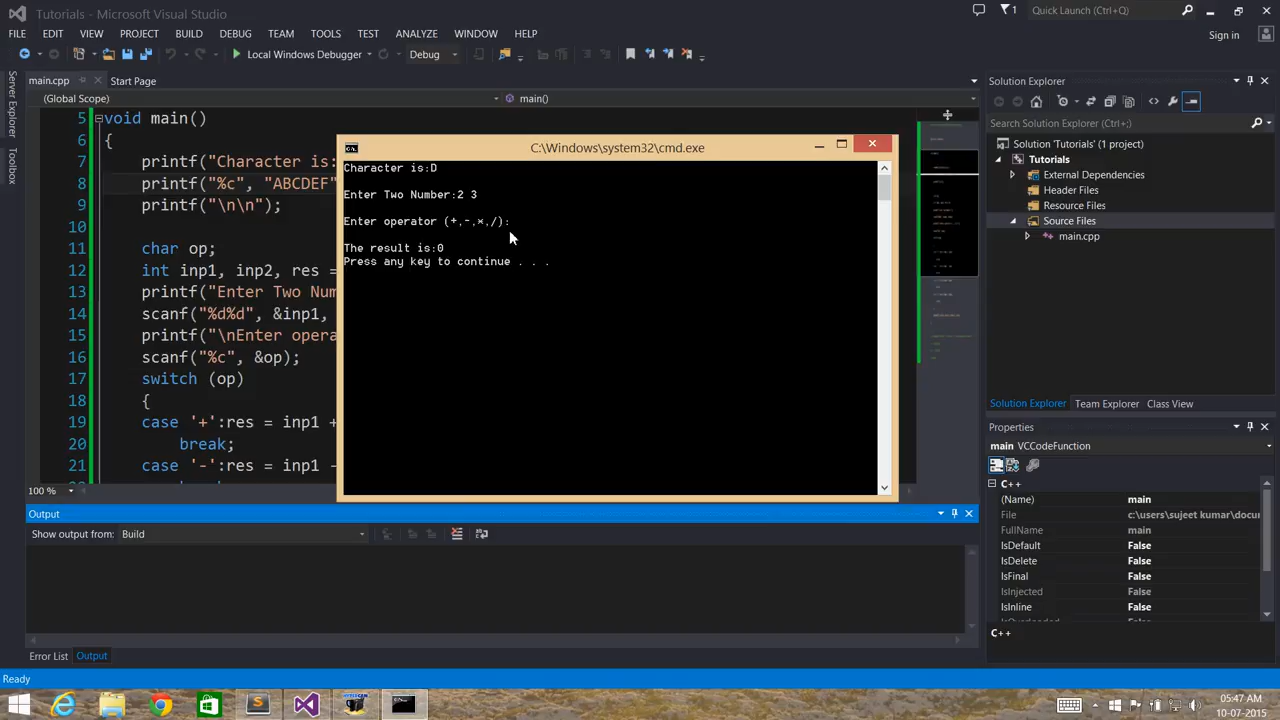 Tutorials - Microsoft Visual Studio
Quick Launch (Ctrl+Q)
FILE EDIT VIEW PROJECT BUILD DEBUG TEAM TOOLS TEST ANALYZE WINDOW HELP
Sign in
Local Windows Debugger Debug
Server Explorer
Toolbox
main.cpp Start Page
(Global Scope) main()
5 void main()
6 {
7 printf("Character is:
8 printf("%c", "ABCDEF"
9 printf("\n\n");
10
11 char op;
12 int inp1, inp2, res =
13 printf("Enter Two Num
14 scanf("%d%d", &inp1,
15 printf("\nEnter opera
16 scanf("%c", &op);
17 switch (op)
18 {
19 case '+':res = inp1 +
20 break;
21 case '-':res = inp1 -
100 %
C:\Windows\system32\cmd.exe
Character is:D
Enter Two Number:2 3
Enter operator (+,-,*,/):
The result is:0
Press any key to continue . . .
Output
Show output from: Build
Error List Output
Ready
Solution Explorer
Search Solution Explorer (Ctrl+;)
Solution 'Tutorials' (1 project)
Tutorials
External Dependencies
Header Files
Resource Files
Source Files
main.cpp
Solution Explorer Team Explorer Class View
Properties
main VCCodeFunction
C++
(Name) main
File c:\users\sujeet kumar\docu
FullName main
IsDefault False
IsDelete False
IsFinal False
IsInjected False
IsInline False
C++
05:47 AM
10-07-2015